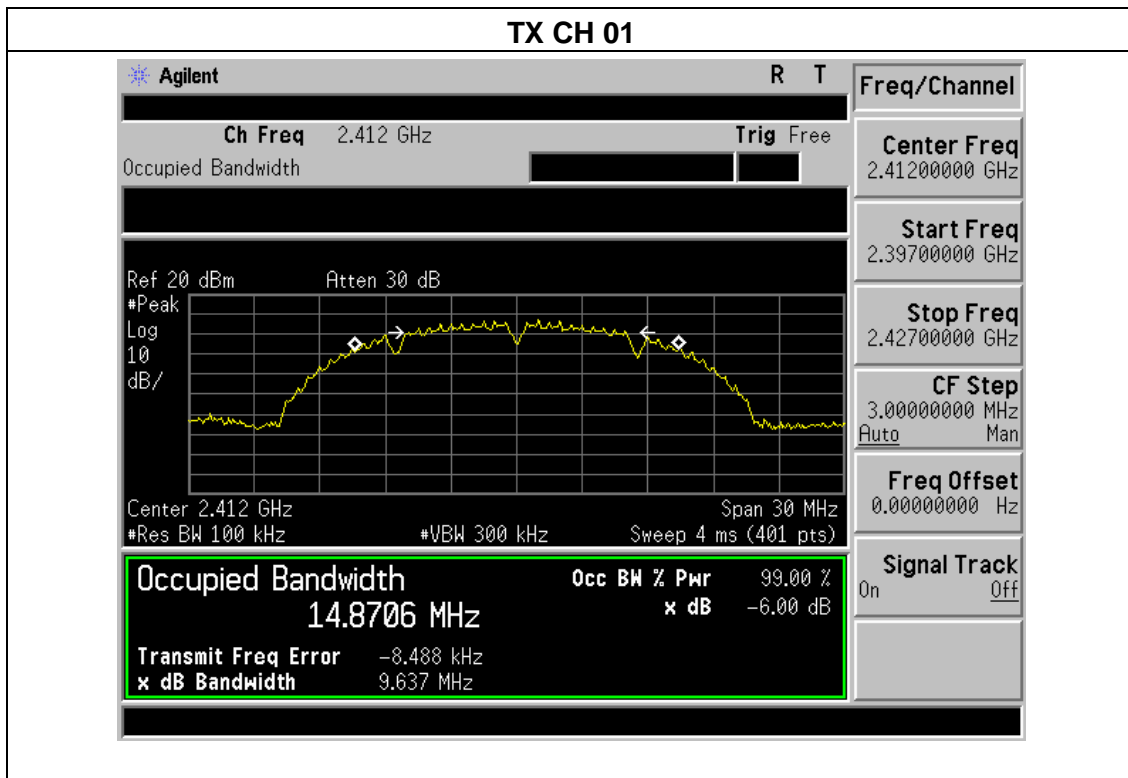 TX CH 01
Agilent R T
Ch Freq 2.412 GHz Trig Free
Occupied Bandwidth
Ref 20 dBm Atten 30 dB
#Peak
Log
10
dB/
Center 2.412 GHz Span 30 MHz
#Res BW 100 kHz #VBW 300 kHz Sweep 4 ms (401 pts)
Occupied Bandwidth Occ BW % Pwr 99.00 %
14.8706 MHz x dB -6.00 dB
Transmit Freq Error -8.488 kHz
x dB Bandwidth 9.637 MHz
Freq/Channel
Center Freq
2.41200000 GHz
Start Freq
2.39700000 GHz
Stop Freq
2.42700000 GHz
CF Step
3.00000000 MHz
Auto Man
Freq Offset
0.00000000 Hz
Signal Track
On Off